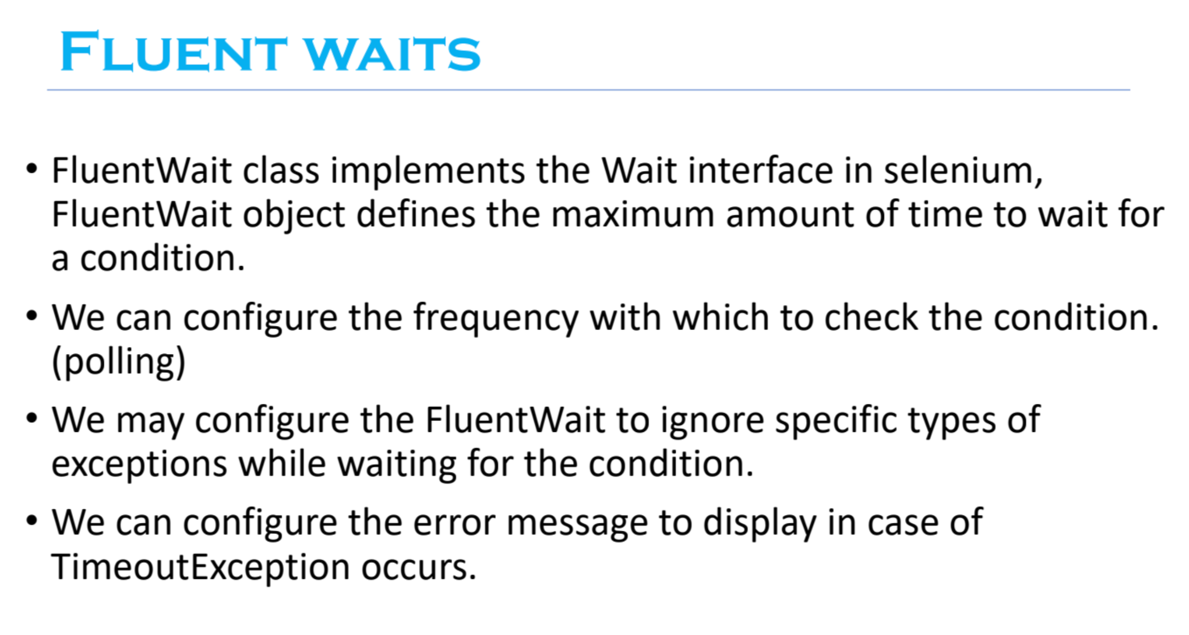 FLUENT WAITS
• FluentWait class implements the Wait interface in selenium,
FluentWait object defines the maximum amount of time to wait for
a condition.
• We can configure the frequency with which to check the condition.
(polling)
• We may configure the FluentWait to ignore specific types of
exceptions while waiting for the condition.
• We can configure the error message to display in case of
TimeoutException occurs.